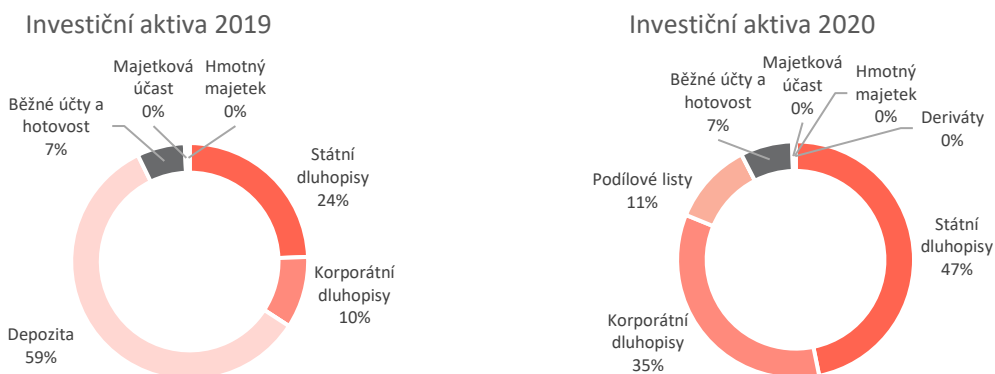 Investiční aktiva 2019
Majetková
účast
0%
Hmotný
majetek
0%
Běžné účty a
hotovost
7%
Státní
dluhopisy
24%
Korporátní
dluhopisy
10%
Depozita
59%
Investiční aktiva 2020
Majetková
účast
0%
Hmotný
majetek
0%
Běžné účty a
hotovost
7%
Deriváty
0%
Podílové listy
11%
Státní
dluhopisy
47%
Korporátní
dluhopisy
35%